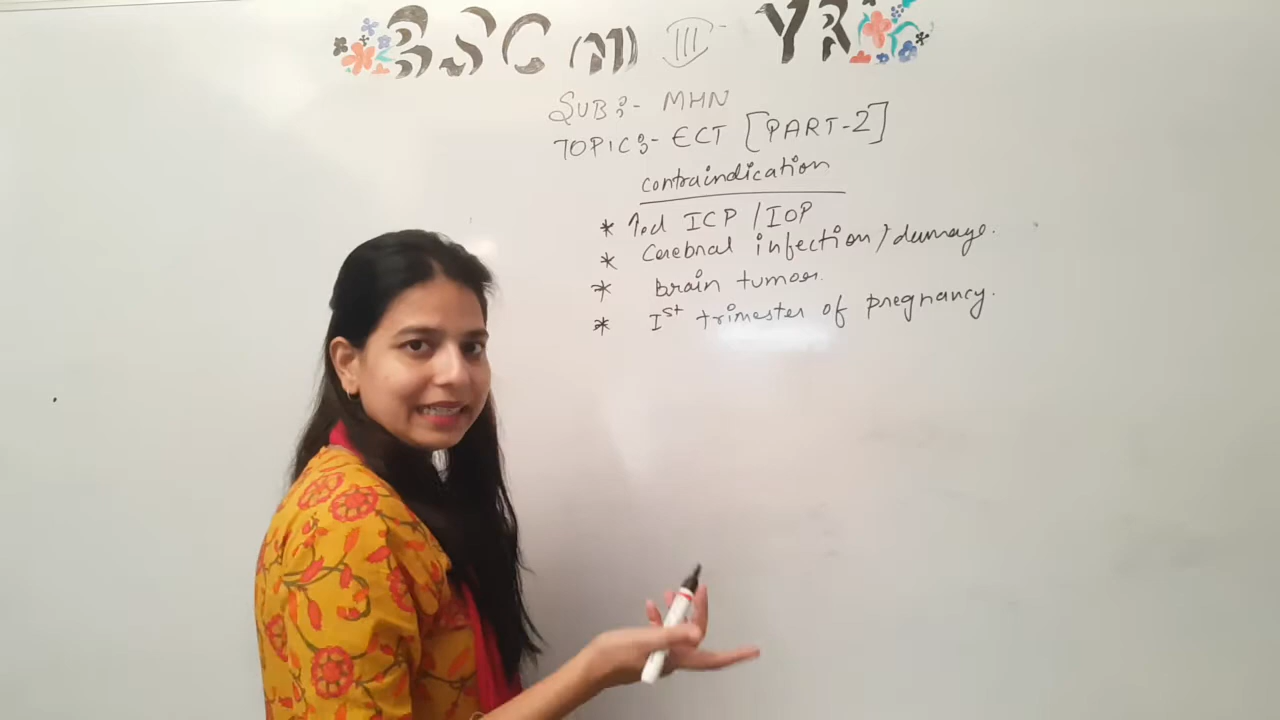 BSC (N) III YR
SUB:- MHN
TOPIC:- ECT [PART-2]
contraindication
* ↑ed ICP / IOP
* Cerebral infection / damage.
* brain tumor.
* Ist trimester of pregnancy.